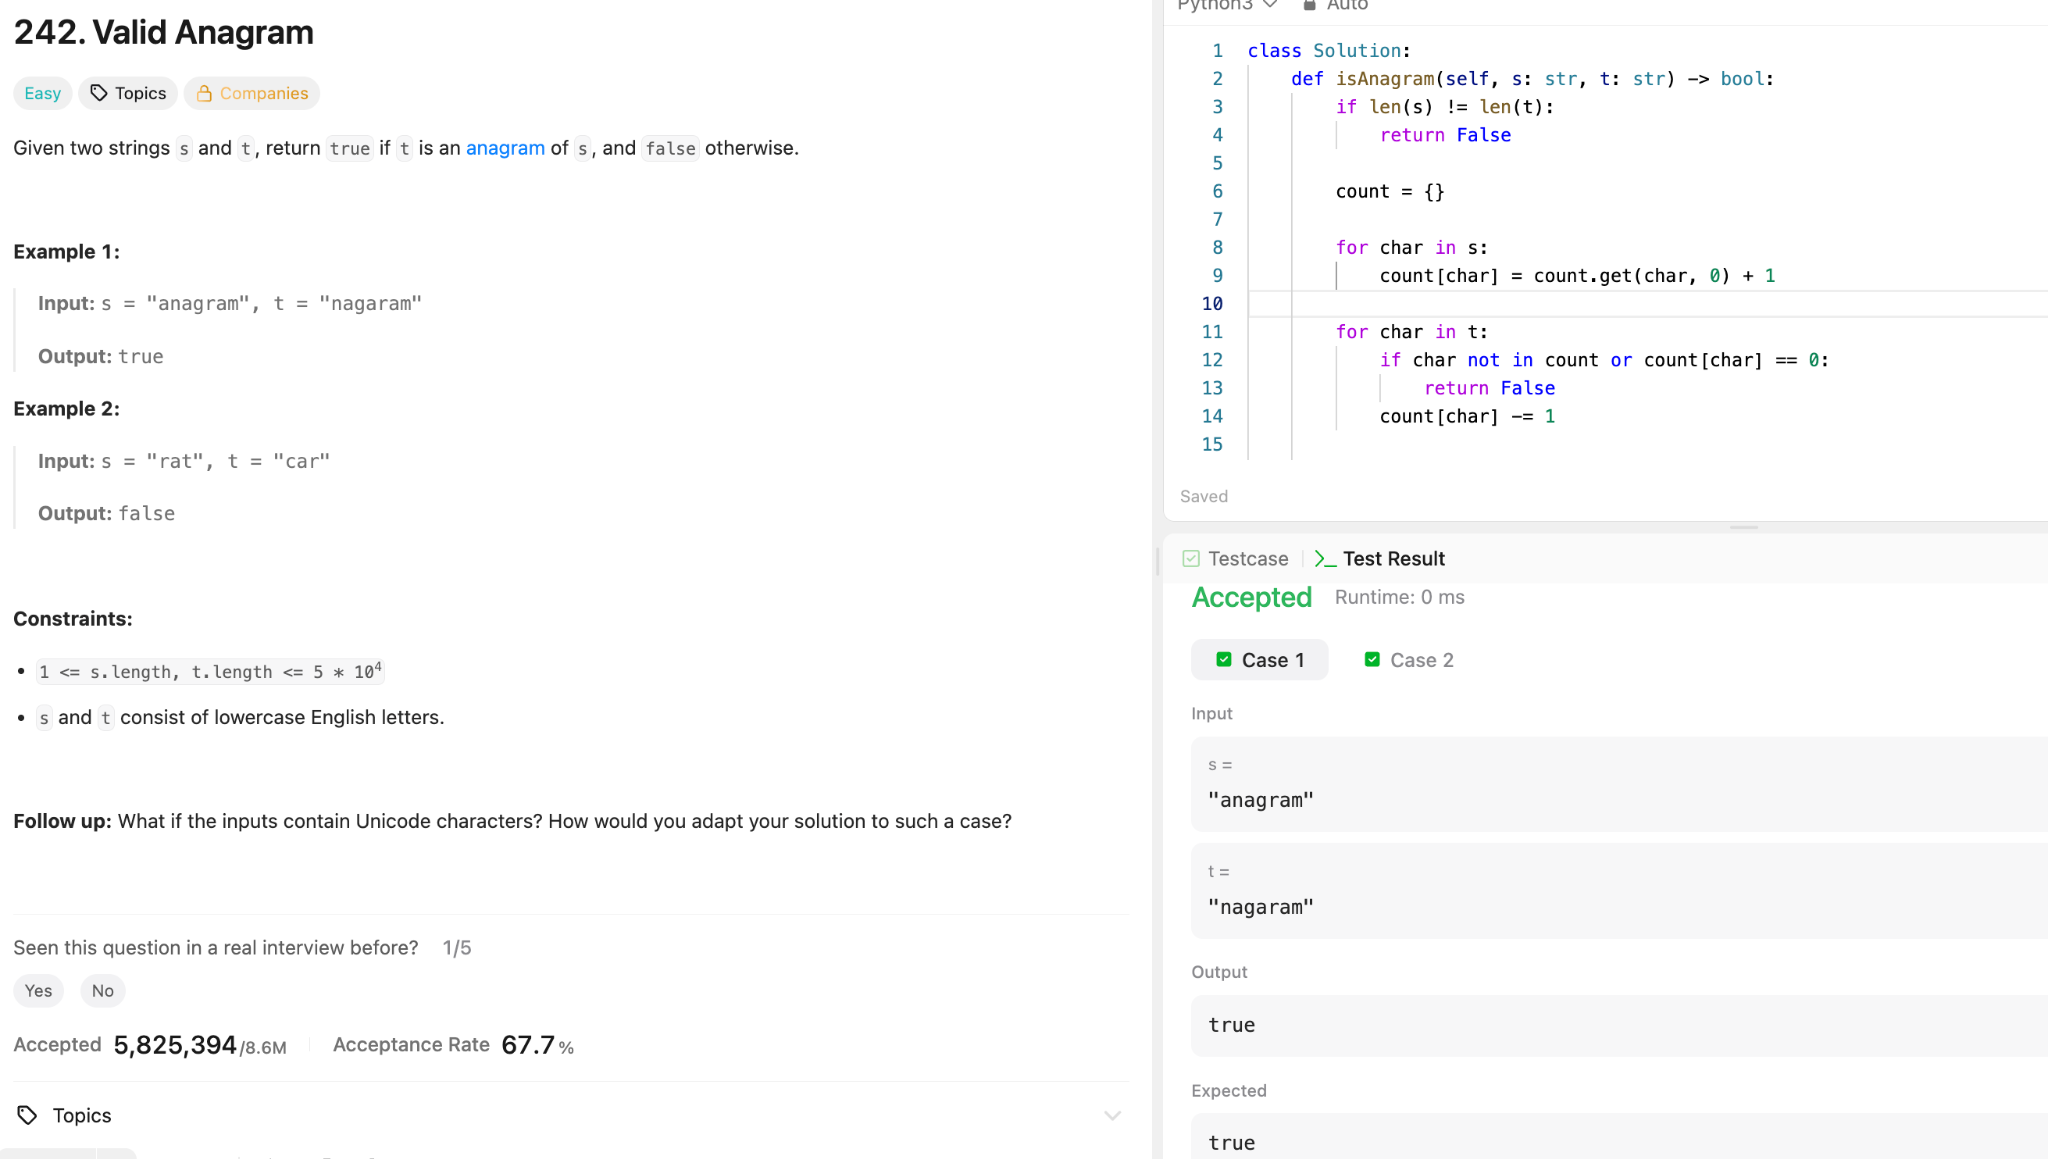 242. Valid Anagram
Easy Topics Companies
Given two strings s and t, return true if t is an anagram of s, and false otherwise.
Example 1:
Input: s = "anagram", t = "nagaram"
Output: true
Example 2:
Input: s = "rat", t = "car"
Output: false
Constraints:
• 1 <= s.length, t.length <= 5 * 10⁴
• s and t consist of lowercase English letters.
Follow up: What if the inputs contain Unicode characters? How would you adapt your solution to such a case?
Seen this question in a real interview before? 1/5
Yes No
Accepted 5,825,394/8.6M Acceptance Rate 67.7%
Topics
Python3 Auto
1 class Solution:
2     def isAnagram(self, s: str, t: str) -> bool:
3         if len(s) != len(t):
4             return False
5
6         count = {}
7
8         for char in s:
9             count[char] = count.get(char, 0) + 1
10
11         for char in t:
12             if char not in count or count[char] == 0:
13                 return False
14             count[char] -= 1
15
Saved
Testcase >_ Test Result
Accepted Runtime: 0 ms
Case 1 Case 2
Input
s =
"anagram"
t =
"nagaram"
Output
true
Expected
true